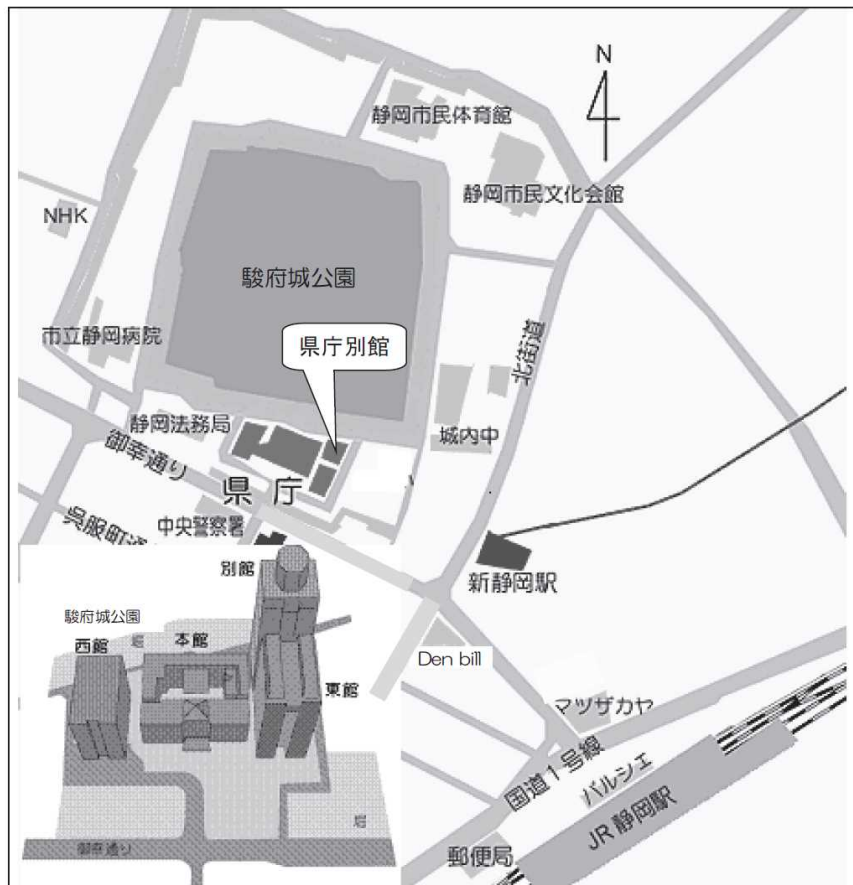 N
静岡市民体育館
静岡市民文化会館
NHK
駿府城公園
市立静岡病院
県庁別館
北街道
静岡法務局
城内中
御幸通り
県庁
呉服町通
中央警察署
新静岡駅
別館
駿府城公園
西館
堀
本館
東館
Den bill
マツザカヤ
国道1号線
パルシェ
JR 静岡駅
郵便局
堀
御幸通り